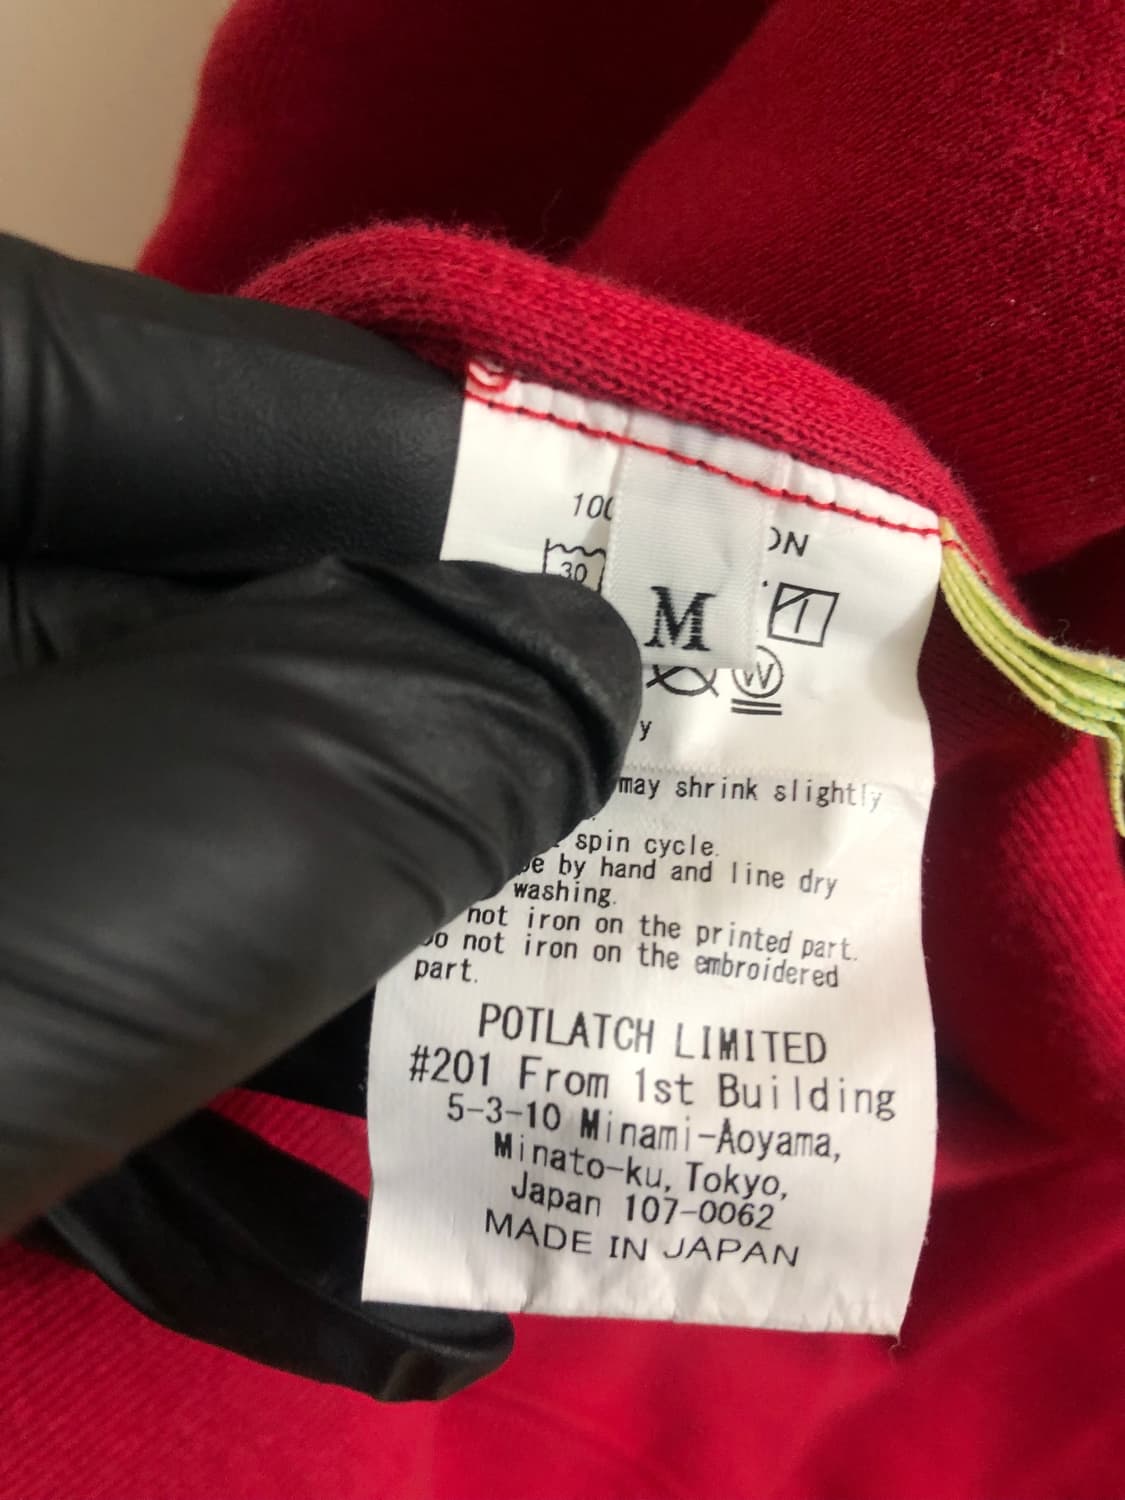 30
M
W
may shrink slightly
spin cycle.
by hand and line dry
washing.
not iron on the printed part.
not iron on the embroidered
part.
POTLATCH LIMITED
#201 From 1st Building
5-3-10 Minami-Aoyama,
Minato-ku, Tokyo,
Japan 107-0062
MADE IN JAPAN